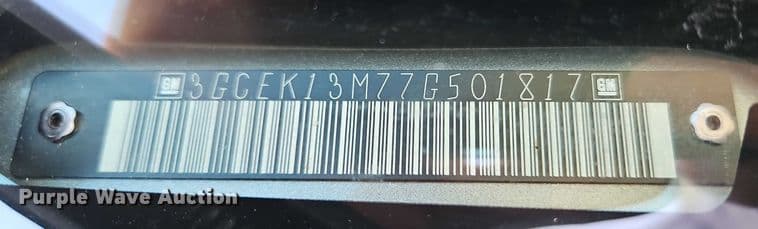 GM 3GCEK13M77G501817 GM
Purple Wave Auction